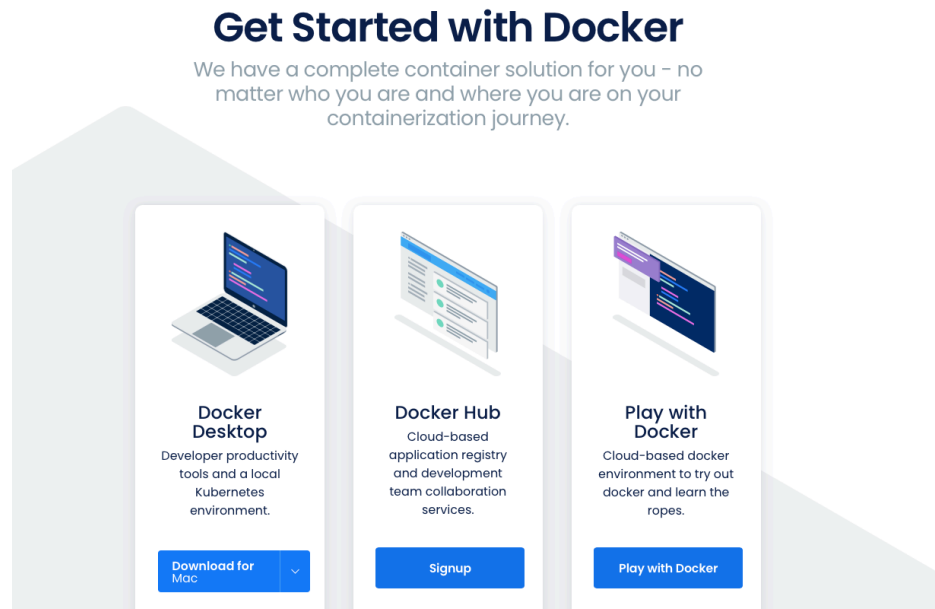 Get Started with Docker
We have a complete container solution for you - no
matter who you are and where you are on your
containerization journey.
Docker
Desktop
Developer productivity
tools and a local
Kubernetes
environment.
Download for
Mac
Docker Hub
Cloud-based
application registry
and development
team collaboration
services.
Signup
Play with
Docker
Cloud-based docker
environment to try out
docker and learn the
ropes.
Play with Docker